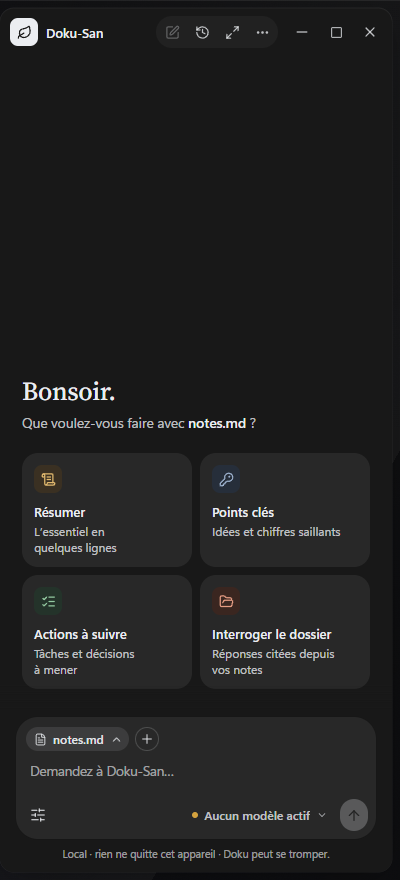 Doku-San
Bonsoir.
Que voulez-vous faire avec notes.md ?
Résumer
L'essentiel en
quelques lignes
Points clés
Idées et chiffres saillants
Actions à suivre
Tâches et décisions
à mener
Interroger le dossier
Réponses citées depuis
vos notes
notes.md
Demandez à Doku-San...
Aucun modèle actif
Local · rien ne quitte cet appareil · Doku peut se tromper.